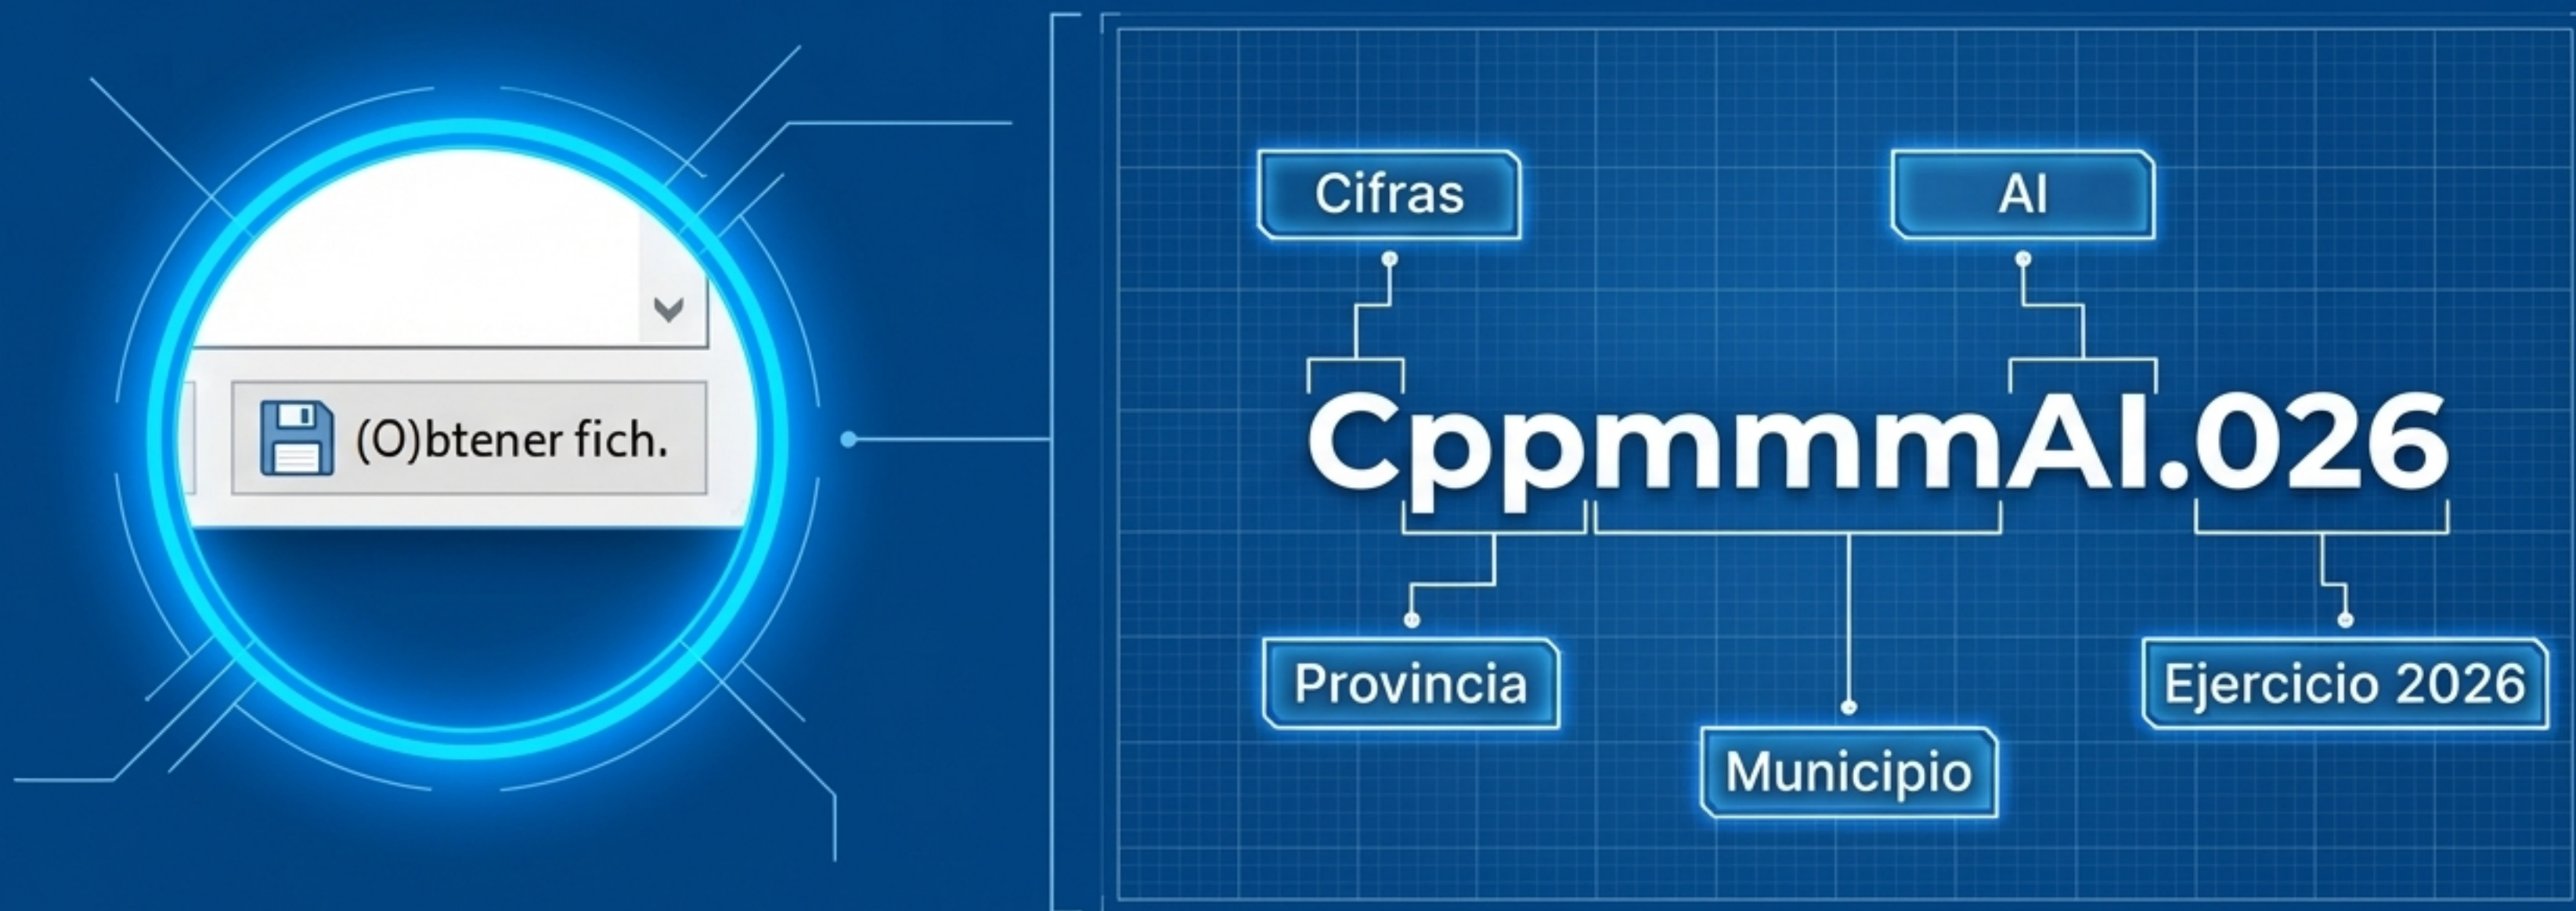 (O)btener fich.
Cifras
AI
CppmmmAI.026
Provincia
Municipio
Ejercicio 2026